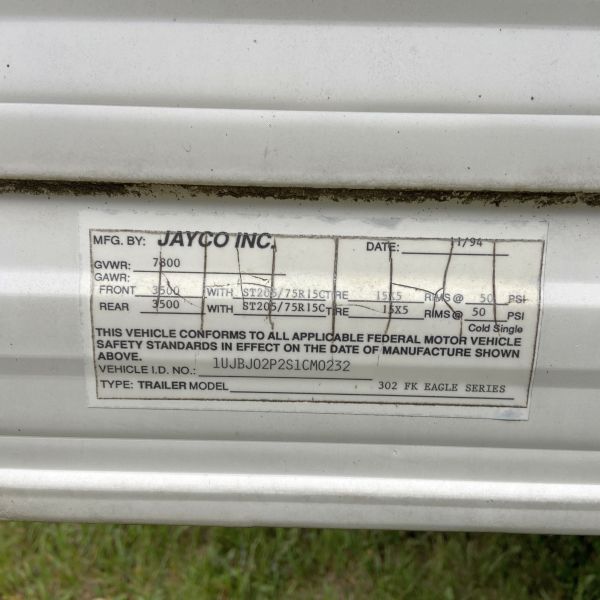 MFG. BY: JAYCO INC. DATE: 11/94
GVWR: 7800
GAWR:
FRONT 3500 WITH ST205/75R15C TIRE 15X5 RIMS @ 50 PSI
REAR 3500 WITH ST205/75R15C TIRE 15X5 RIMS @ 50 PSI
Cold Single
THIS VEHICLE CONFORMS TO ALL APPLICABLE FEDERAL MOTOR VEHICLE
SAFETY STANDARDS IN EFFECT ON THE DATE OF MANUFACTURE SHOWN
ABOVE.
VEHICLE I.D. NO.: 1UJBJ02P2S1CM0232
TYPE: TRAILER MODEL 302 FK EAGLE SERIES